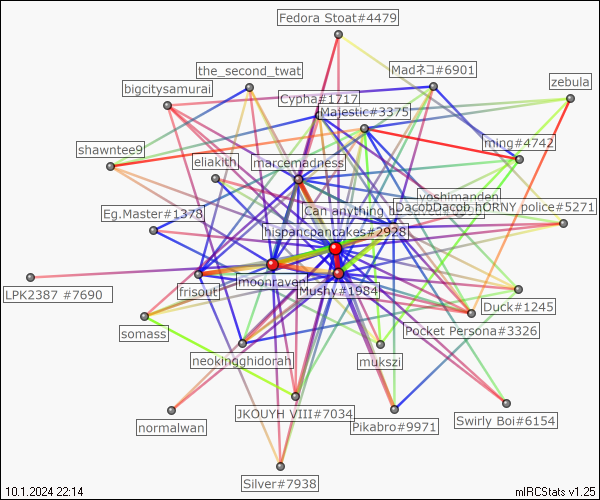 Fedora Stoat#4479
the_second_twat
Madネコ#6901
bigcitysamurai
zebula
Cypha#1717
Majestic#3375
shawntee9
ming#4742
eliakith
marcemadness
yoshimanden
Can anything b
DacobDacob hORNY police#5271
Eg.Master#1378
hispancpancakes#2928
LPK2387 #7690
frisout
moonraven
Mushy#1984
Duck#1245
somass
Pocket Persona#3326
neokingghidorah
mukszi
normalwan
JKOUYH VIII#7034
Pikabro#9971
Swirly Boi#6154
Silver#7938
10.1.2024 22:14
mIRCStats v1.25